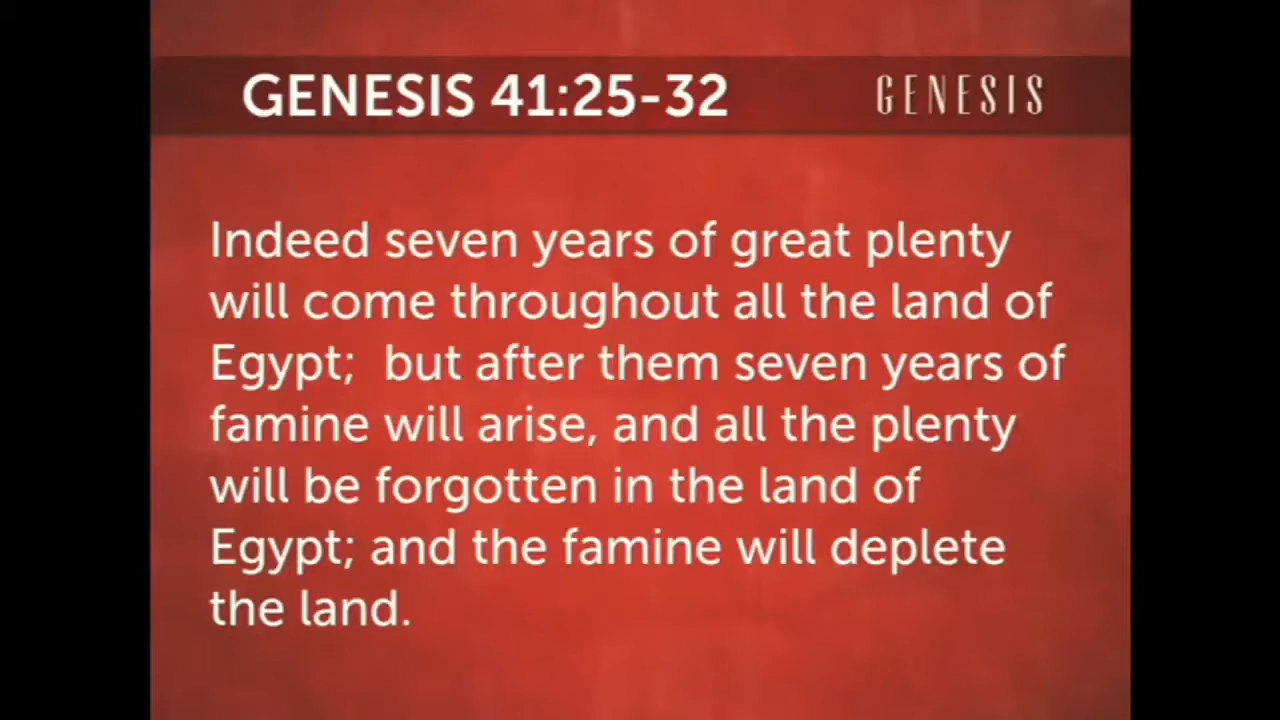 GENESIS 41:25-32
GENESIS
Indeed seven years of great plenty
will come throughout all the land of
Egypt;  but after them seven years of
famine will arise, and all the plenty
will be forgotten in the land of
Egypt; and the famine will deplete
the land.